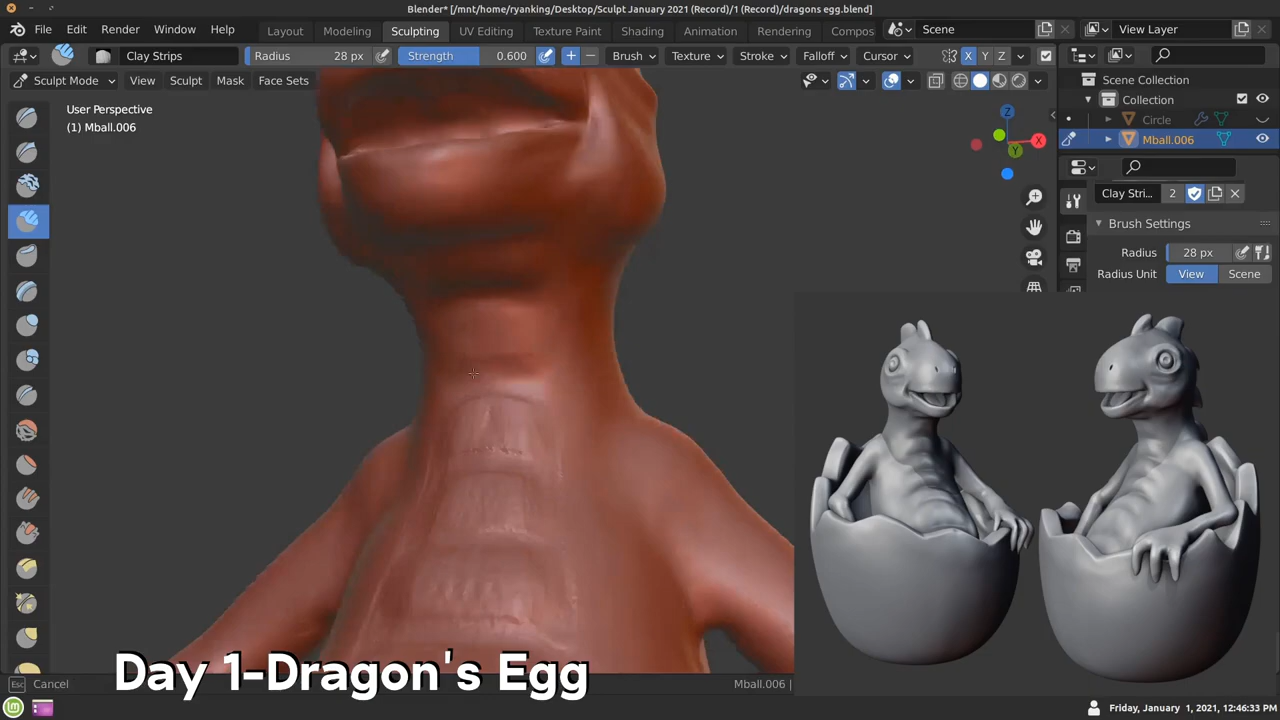 Blender* [/mnt/home/ryanking/Desktop/Sculpt January 2021 (Record)/1 (Record)/dragons egg.blend]
File Edit Render Window Help Layout Modeling Sculpting UV Editing Texture Paint Shading Animation Rendering Compos Scene View Layer
Clay Strips Radius 28 px Strength 0.600 Brush Texture Stroke Falloff Cursor X Y Z
Sculpt Mode View Sculpt Mask Face Sets Scene Collection
Collection
User Perspective
(1) Mball.006
Circle
Mball.006
Z
X
Y
Clay Stri... 2
Brush Settings
Radius 28 px
Radius Unit View Scene
Day 1-Dragon's Egg
Esc Cancel Mball.006 |
Friday, January 1, 2021, 12:46:33 PM